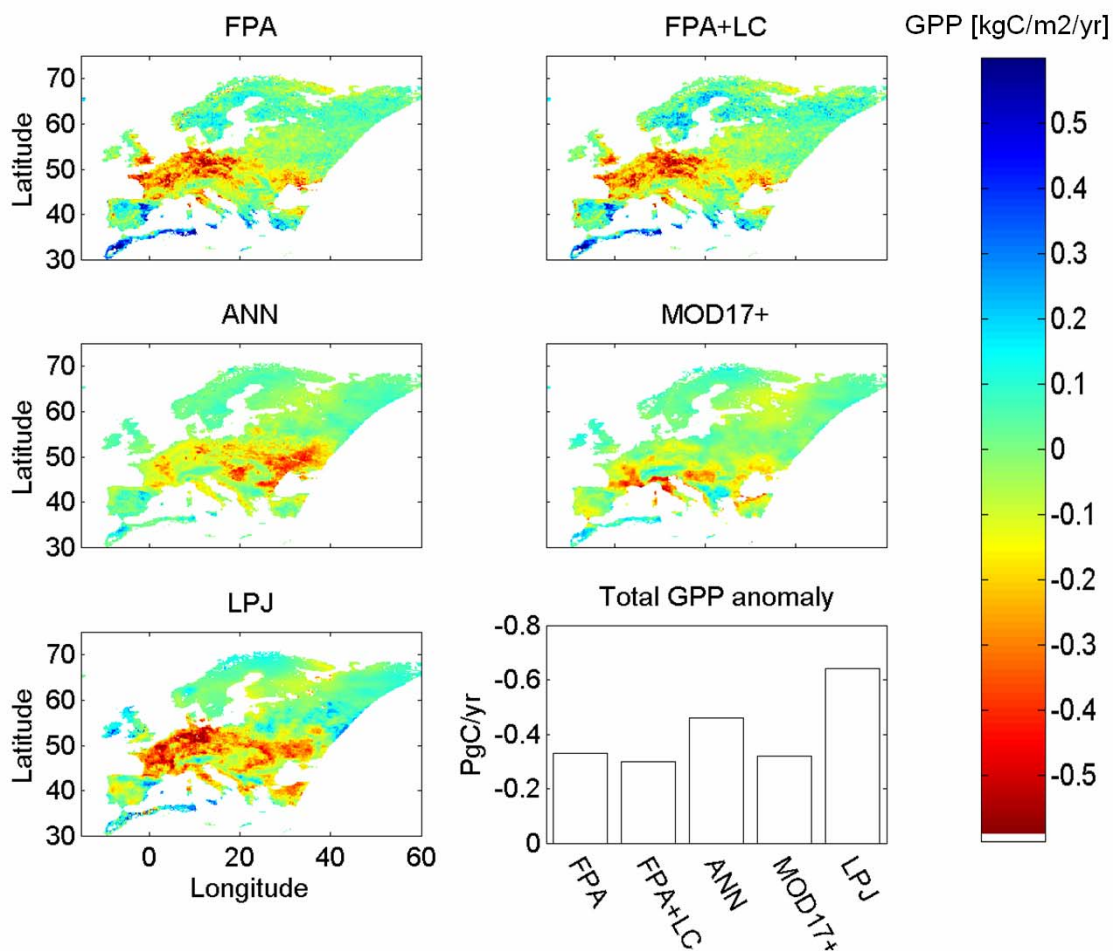 FPA
FPA+LC
GPP [kgC/m2/yr]
70
60
50
40
30
Latitude
0.5
0.4
0.3
0.2
0.1
0
-0.1
-0.2
-0.3
-0.4
-0.5
ANN
MOD17+
70
60
50
40
30
Latitude
LPJ
70
60
50
40
30
Latitude
0 20 40 60
Longitude
Total GPP anomaly
-0.8
-0.6
-0.4
-0.2
0
PgC/yr
FPA
FPA+LC
ANN
MOD17+
LPJ